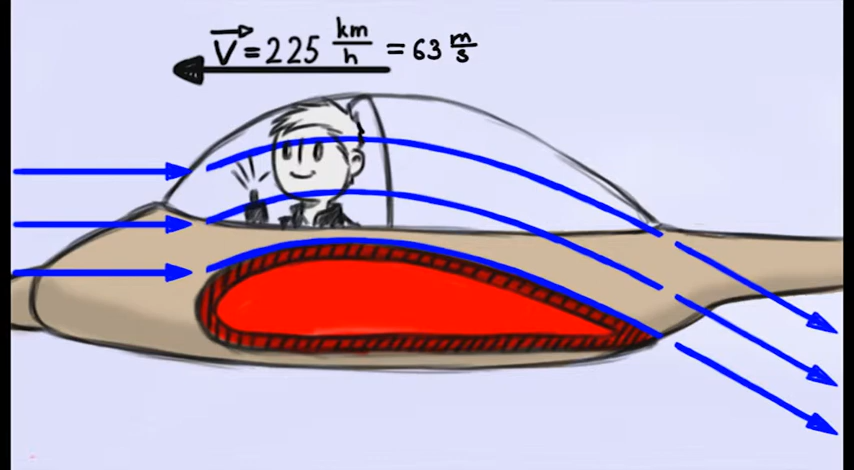 V = 225 km/h = 63 m/s